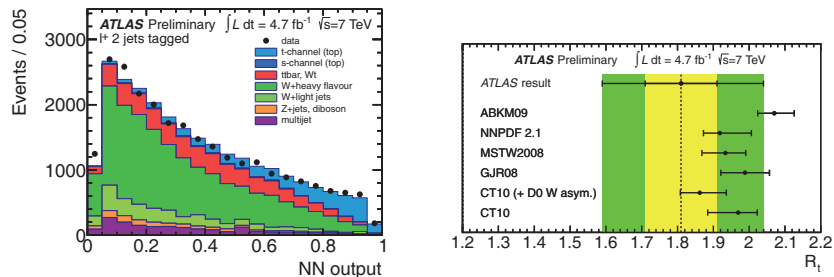 ATLAS Preliminary ∫L dt = 4.7 fb⁻¹ √s=7 TeV
l+ 2 jets tagged
data
t-channel (top)
s-channel (top)
ttbar, Wt
W+heavy flavour
W+light jets
Z+jets, diboson
multijet
Events / 0.05
3000
2000
1000
0
0 0.2 0.4 0.6 0.8 1
NN output
ATLAS Preliminary ∫L dt = 4.7 fb⁻¹ √s=7 TeV
ATLAS result
ABKM09
NNPDF 2.1
MSTW2008
GJR08
CT10 (+ D0 W asym.)
CT10
1.2 1.3 1.4 1.5 1.6 1.7 1.8 1.9 2 2.1 2.2
Rₜ